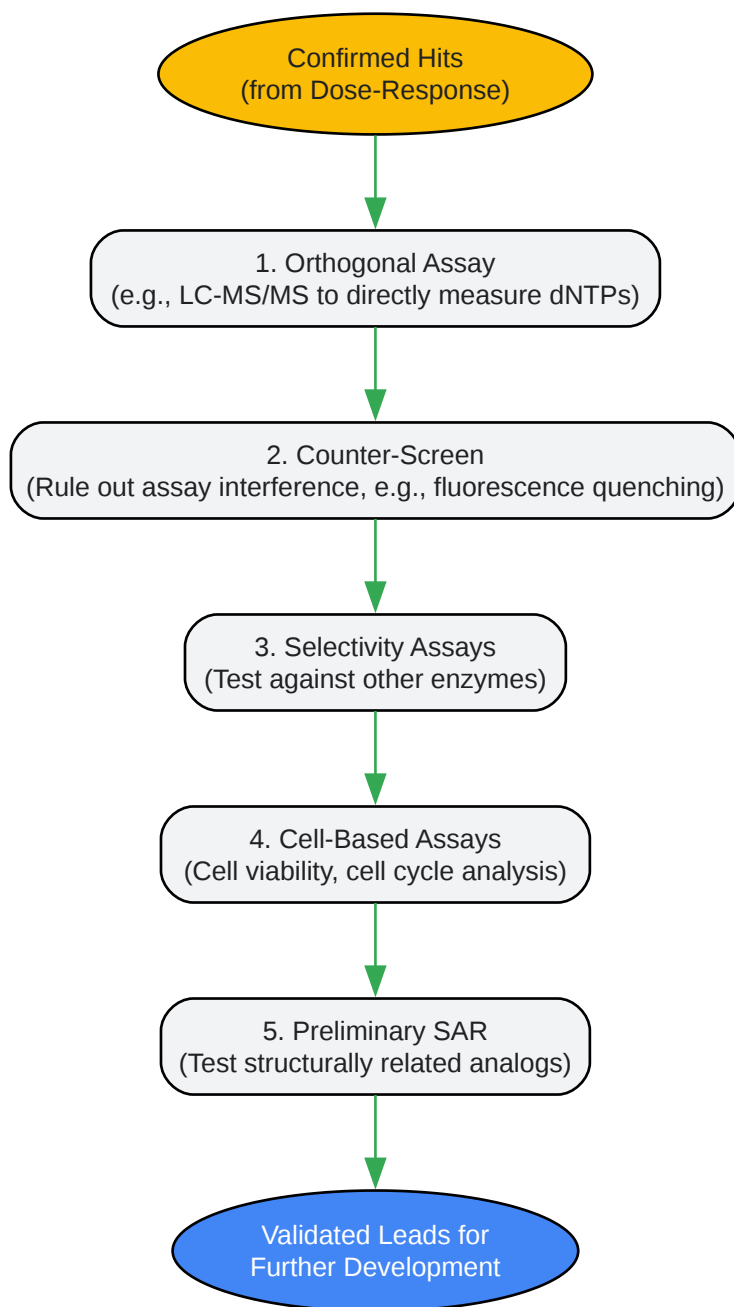 Confirmed Hits
(from Dose-Response)
1. Orthogonal Assay
(e.g., LC-MS/MS to directly measure dNTPs)
2. Counter-Screen
(Rule out assay interference, e.g., fluorescence quenching)
3. Selectivity Assays
(Test against other enzymes)
4. Cell-Based Assays
(Cell viability, cell cycle analysis)
5. Preliminary SAR
(Test structurally related analogs)
Validated Leads for
Further Development